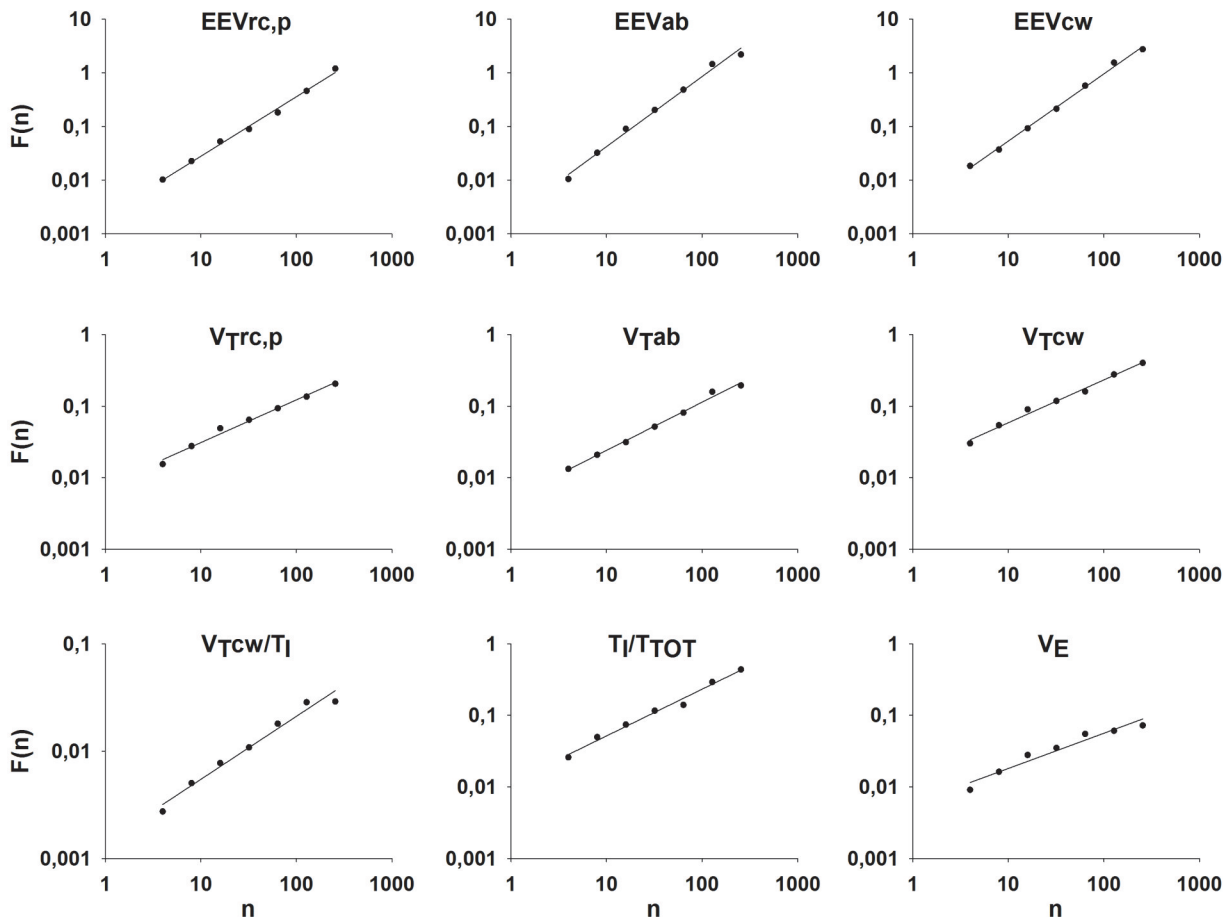 EEVrc,p EEVab EEVcw
10 10 10
1 1 1
F(n)
0,1 0,1 0,1
0,01 0,01 0,01
0,001 0,001 0,001
1 10 100 1000 1 10 100 1000 1 10 100 1000
VTrc,p VTab VTcw
1 1 1
F(n)
0,1 0,1 0,1
0,01 0,01 0,01
0,001 0,001 0,001
1 10 100 1000 1 10 100 1000 1 10 100 1000
VTcw/TI TI/TTOT VE
0,1 1 1
F(n)
0,1 0,1
0,01 0,01 0,01
0,001 0,001 0,001
1 10 100 1000 1 10 100 1000 1 10 100 1000
n n n